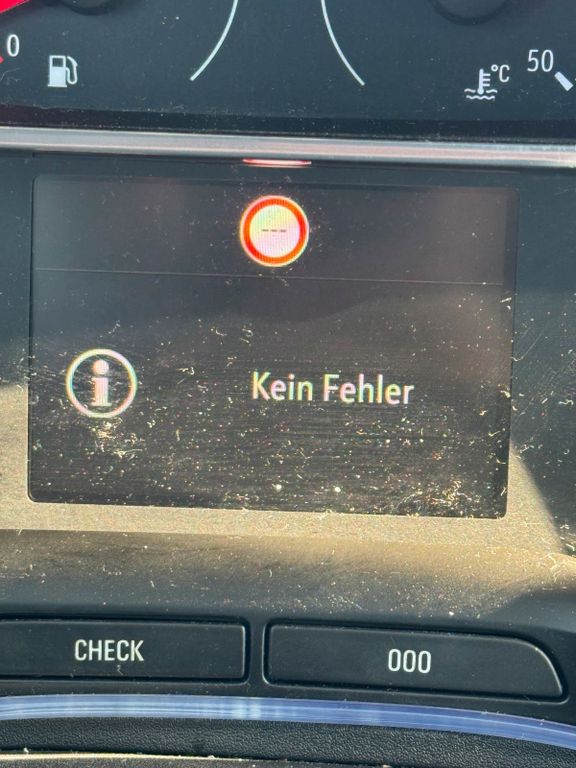 0
°C
50
---
i
Kein Fehler
CHECK
000